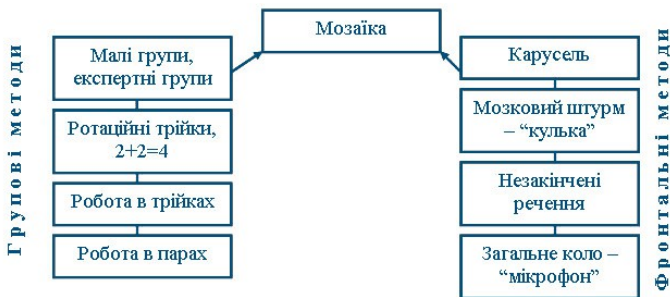 Групові методи
Мозаїка
Малі групи,
експертні групи
Ротаційні трійки,
2+2=4
Робота в трійках
Робота в парах
Карусель
Мозковий штурм
– “кулька”
Незакінчені
речення
Загальне коло –
“мікрофон”
Фронтальні методи